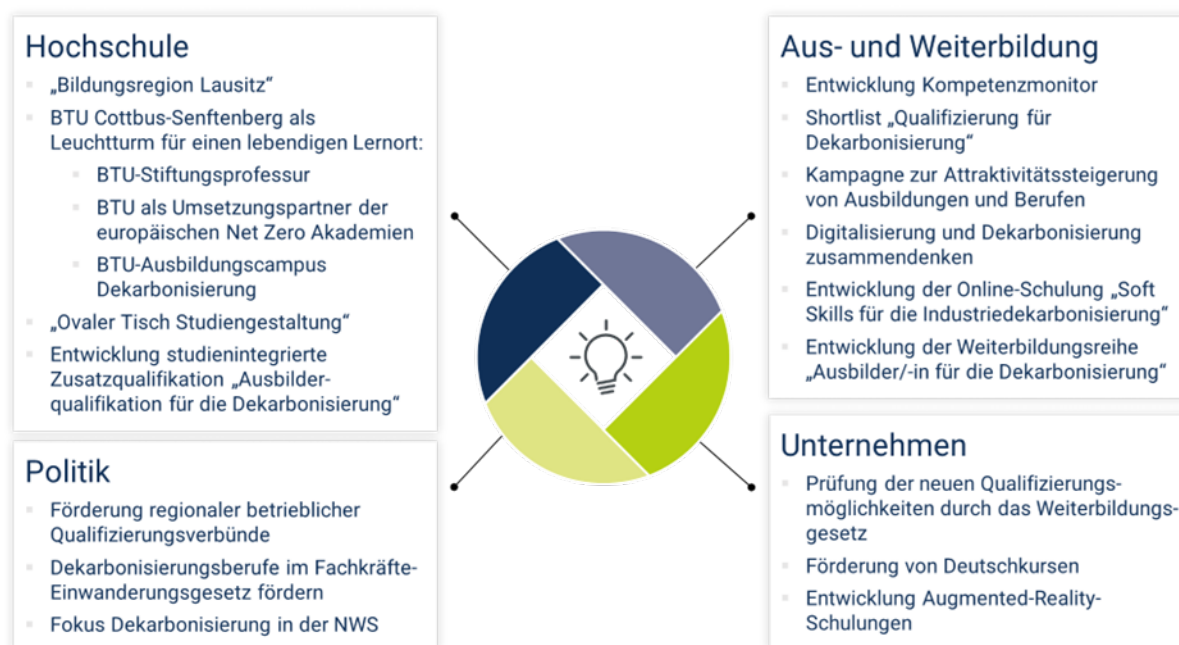 Hochschule
„Bildungsregion Lausitz“
BTU Cottbus-Senftenberg als
Leuchtturm für einen lebendigen Lernort:
BTU-Stiftungsprofessur
BTU als Umsetzungspartner der
europäischen Net Zero Akademien
BTU-Ausbildungscampus
Dekarbonisierung
„Ovaler Tisch Studiengestaltung“
Entwicklung studienintegrierte
Zusatzqualifikation „Ausbilder-
qualifikation für die Dekarbonisierung“
Politik
Förderung regionaler betrieblicher
Qualifizierungsverbünde
Dekarbonisierungsberufe im Fachkräfte-
Einwanderungsgesetz fördern
Fokus Dekarbonisierung in der NWS
Aus- und Weiterbildung
Entwicklung Kompetenzmonitor
Shortlist „Qualifizierung für
Dekarbonisierung“
Kampagne zur Attraktivitätssteigerung
von Ausbildungen und Berufen
Digitalisierung und Dekarbonisierung
zusammendenken
Entwicklung der Online-Schulung „Soft
Skills für die Industriedekarbonisierung“
Entwicklung der Weiterbildungsreihe
„Ausbilder/-in für die Dekarbonisierung“
Unternehmen
Prüfung der neuen Qualifizierungs-
möglichkeiten durch das Weiterbildungs-
gesetz
Förderung von Deutschkursen
Entwicklung Augmented-Reality-
Schulungen